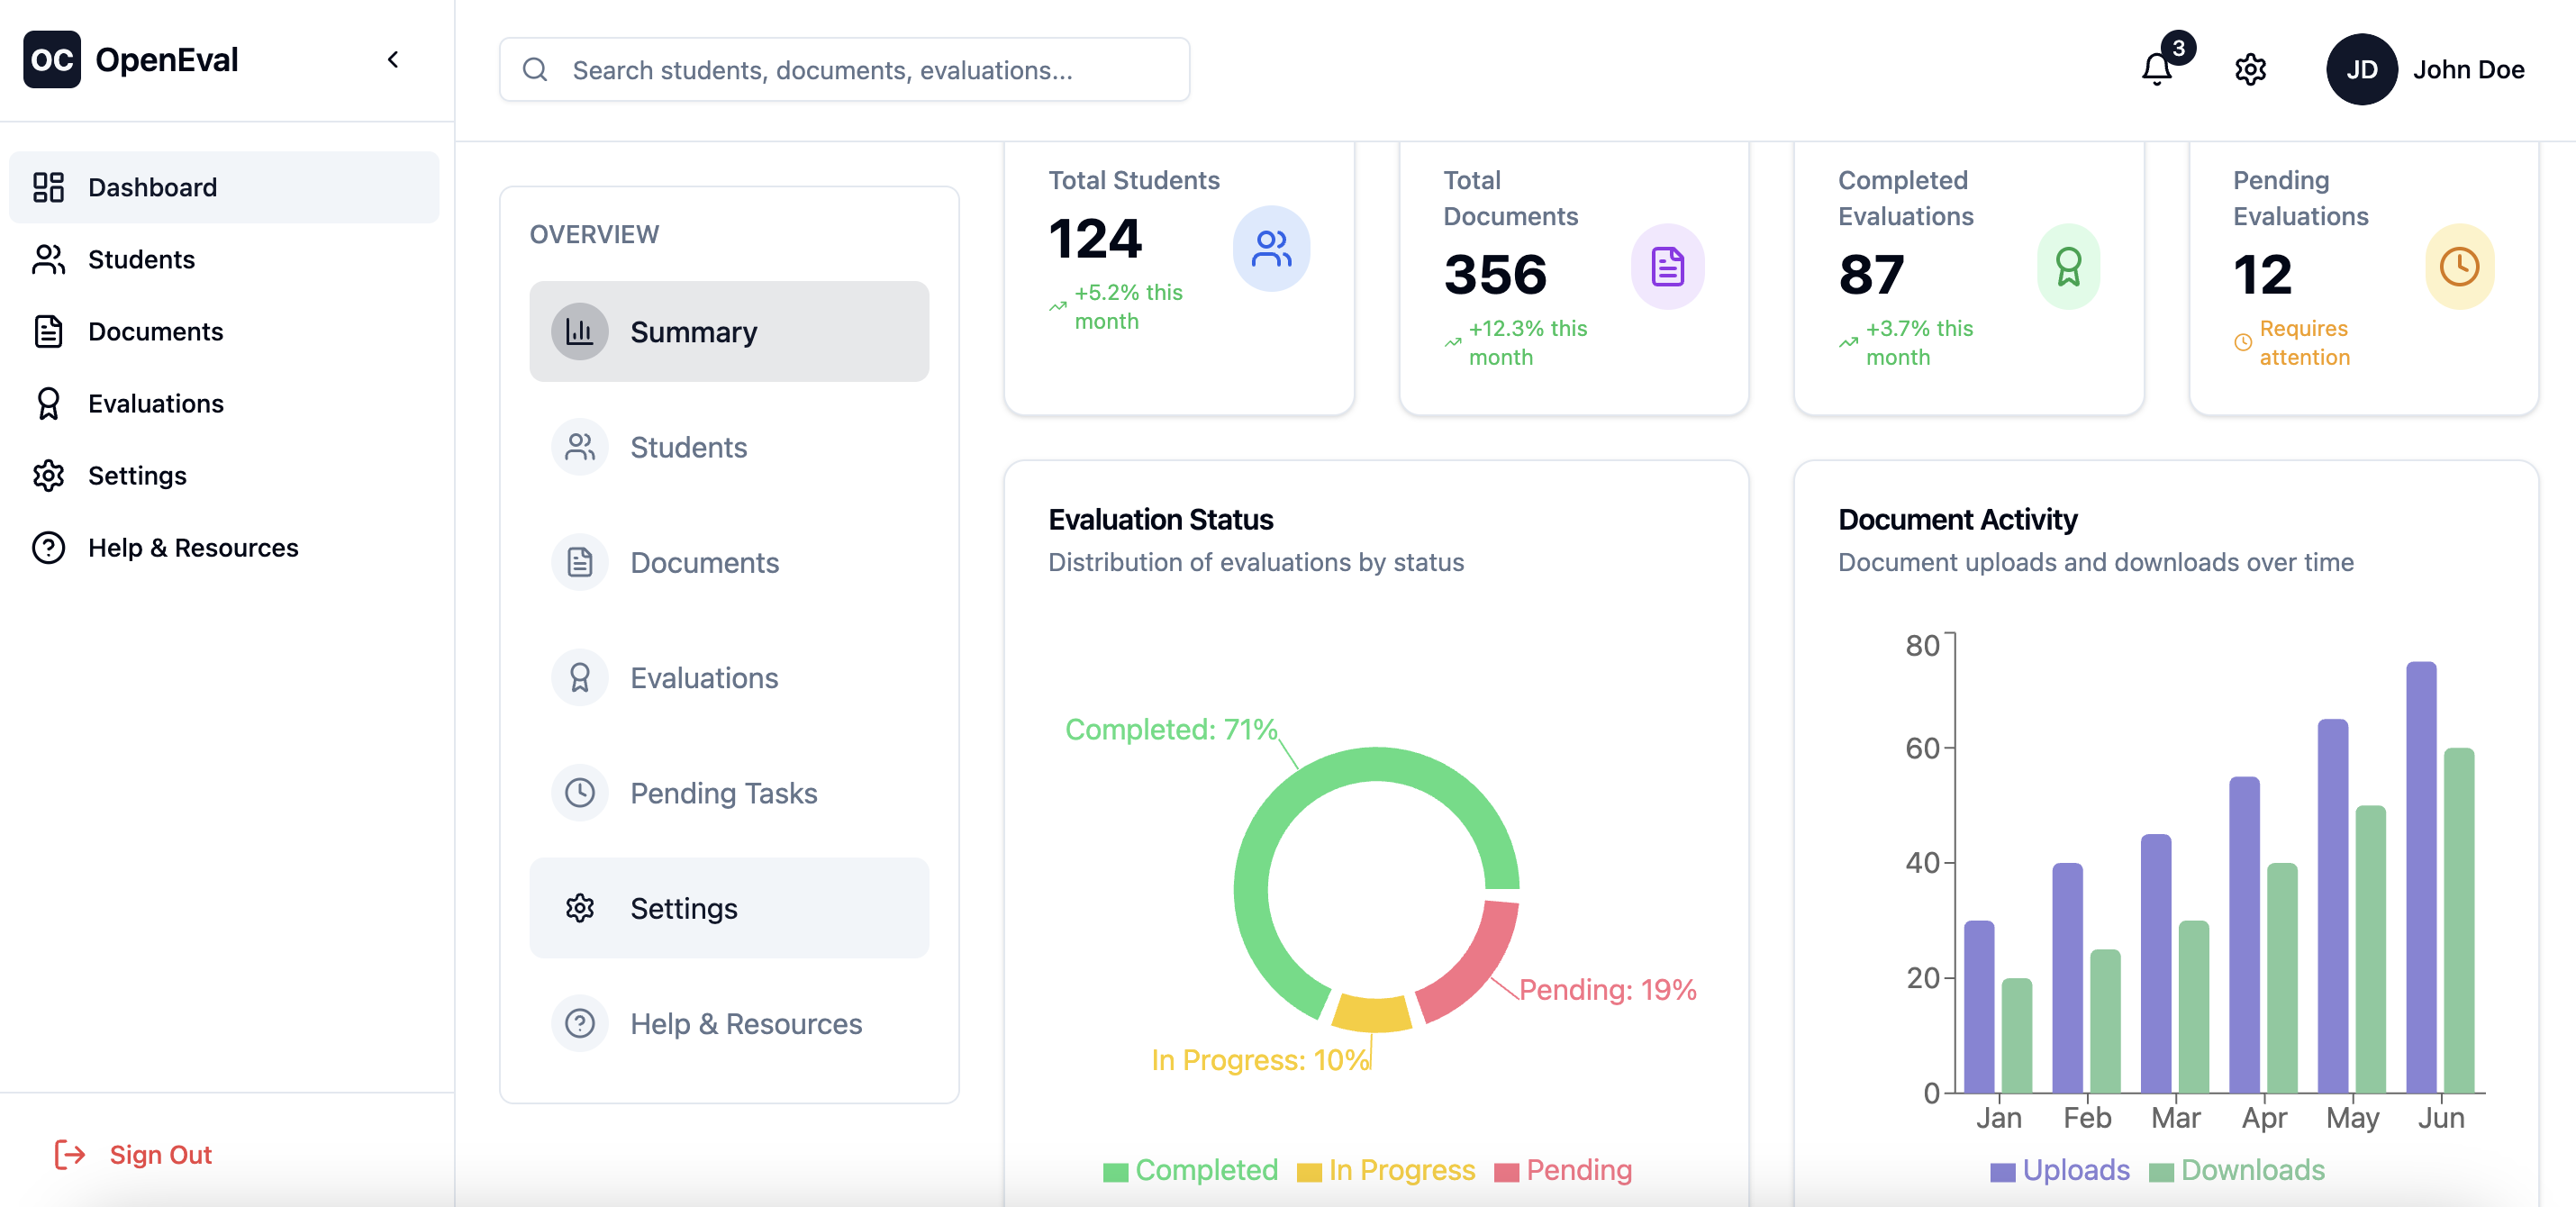 OC OpenEval
Search students, documents, evaluations...
3
JD John Doe
Dashboard
Students
Documents
Evaluations
Settings
Help & Resources
Sign Out
OVERVIEW
Summary
Students
Documents
Evaluations
Pending Tasks
Settings
Help & Resources
Total Students
124
+5.2% this
month
Total
Documents
356
+12.3% this
month
Completed
Evaluations
87
+3.7% this
month
Pending
Evaluations
12
Requires
attention
Evaluation Status
Distribution of evaluations by status
Completed: 71%
Pending: 19%
In Progress: 10%
Completed In Progress Pending
Document Activity
Document uploads and downloads over time
80
60
40
20
0
Jan Feb Mar Apr May Jun
Uploads Downloads